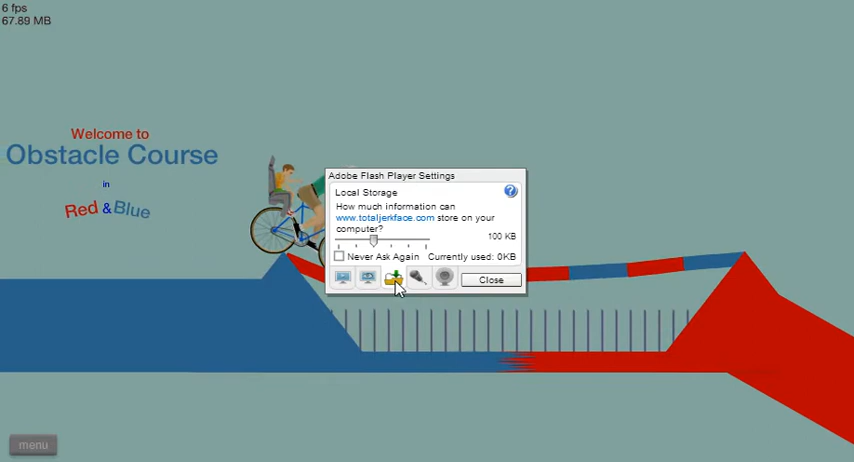 6 fps
67.89 MB
Welcome to
Obstacle Course
in
Red & Blue
Adobe Flash Player Settings
Local Storage
How much information can
www.totaljerkface.com store on your
computer?
100 KB
Never Ask Again
Currently used: 0KB
Close
menu